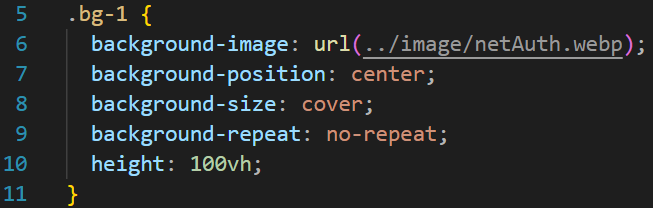 5 .bg-1 {
6 background-image: url(../image/netAuth.webp);
7 background-position: center;
8 background-size: cover;
9 background-repeat: no-repeat;
10 height: 100vh;
11 }